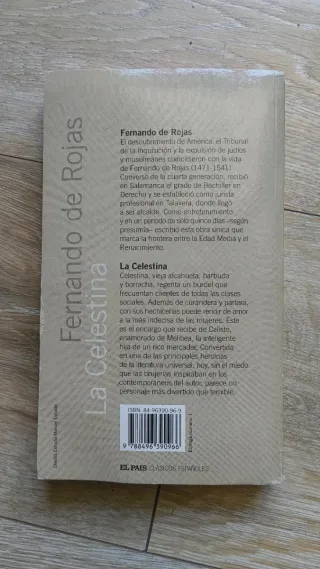 Fernando de Rojas
La Celestina
Fernando de Rojas
El descubrimiento de América, el Tribunal
de la Inquisición y la expulsión de judíos
y musulmanes coincidieron con la vida
de Fernando de Rojas (1471-1541).
Converso de la cuarta generación, recibió
en Salamanca el grado de Bachiller en
Derecho y se estableció como jurista
profesional en Talavera, donde llegó
a ser alcalde. Como entretenimiento
y en un periodo de sólo quince días –según
presumía– escribió esta obra única que
marca la frontera entre la Edad Media y el
Renacimiento.
La Celestina
Celestina, vieja alcahueta, barbuda
y borracha, regenta un burdel que
frecuentan clientes de todas las clases
sociales. Además de curandera y partera,
con sus hechicerías puede rendir de amor
a la más indecisa de las mujeres. Éste
es el encargo que recibe de Calisto,
enamorado de Melibea, la inteligente
hija de un rico mercader. Convertida
en una de las principales heroínas
de la literatura universal, hoy, sin el miedo
que las brujerías inspiraban en los
contemporáneos del autor, parece un
personaje más divertido que temible.
ISBN: 84-96390-96-9
9 788496 390966
EL PAÍS CLÁSICOS ESPAÑOLES